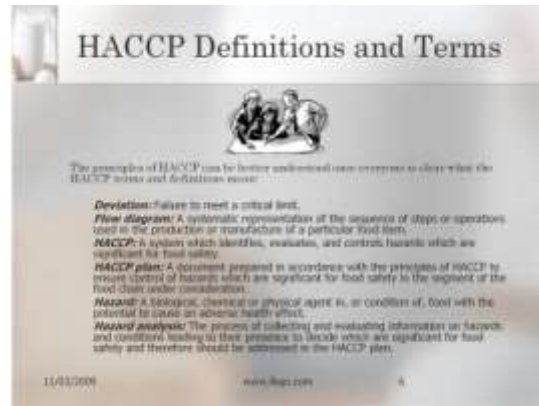 HACCP Definitions and Terms
The principles of HACCP can be better understood once everyone is clear what the
HACCP terms and definitions mean:
Deviation: Failure to meet a critical limit.
Flow diagram: A systematic representation of the sequence of steps or operations
used in the production or manufacture of a particular food item.
HACCP: A system which identifies, evaluates, and controls hazards which are
significant for food safety.
HACCP plan: A document prepared in accordance with the principles of HACCP to
ensure control of hazards which are significant for food safety in the segment of the
food chain under consideration.
Hazard: A biological, chemical or physical agent in, or condition of, food with the
potential to cause an adverse health effect.
Hazard analysis: The process of collecting and evaluating information on hazards
and conditions leading to their presence to decide which are significant for food
safety and therefore should be addressed in the HACCP plan.
6